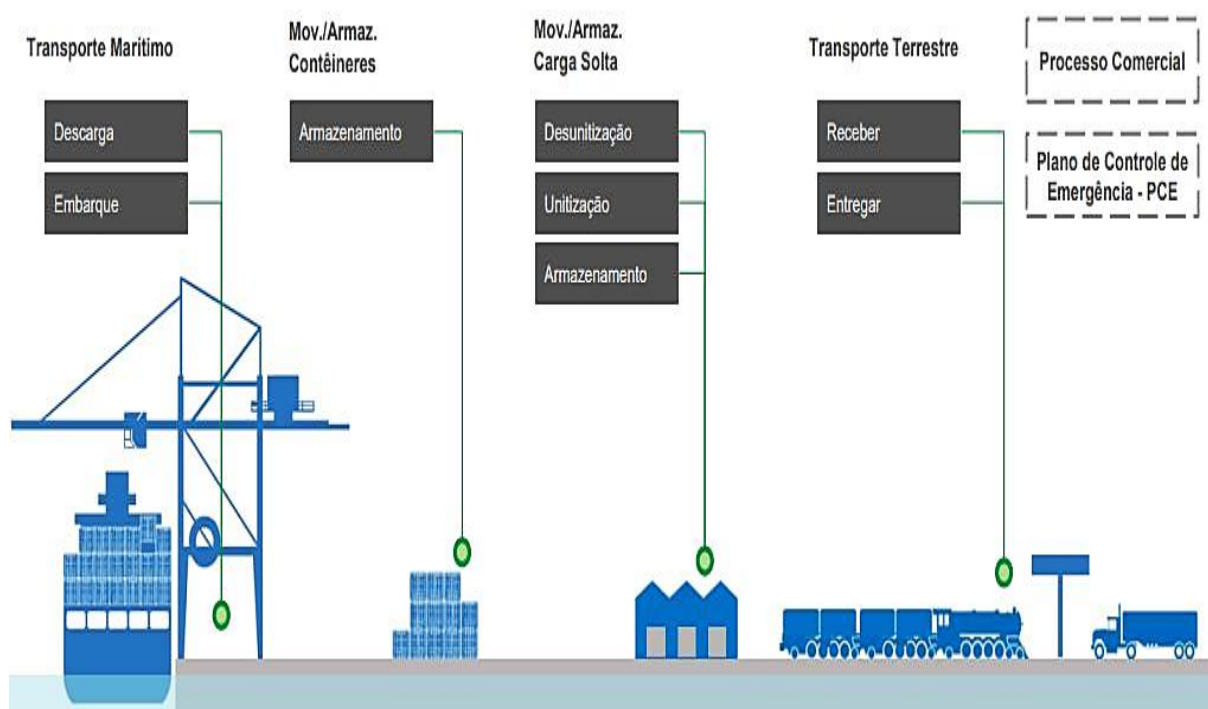 Transporte Marítimo
Descarga
Embarque
Mov./Armaz.
Contêineres
Armazenamento
Mov./Armaz.
Carga Solta
Desunitização
Unitização
Armazenamento
Transporte Terrestre
Receber
Entregar
Processo Comercial
Plano de Controle de
Emergência - PCE